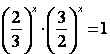 (2/3)^x · (3/2)^x = 1